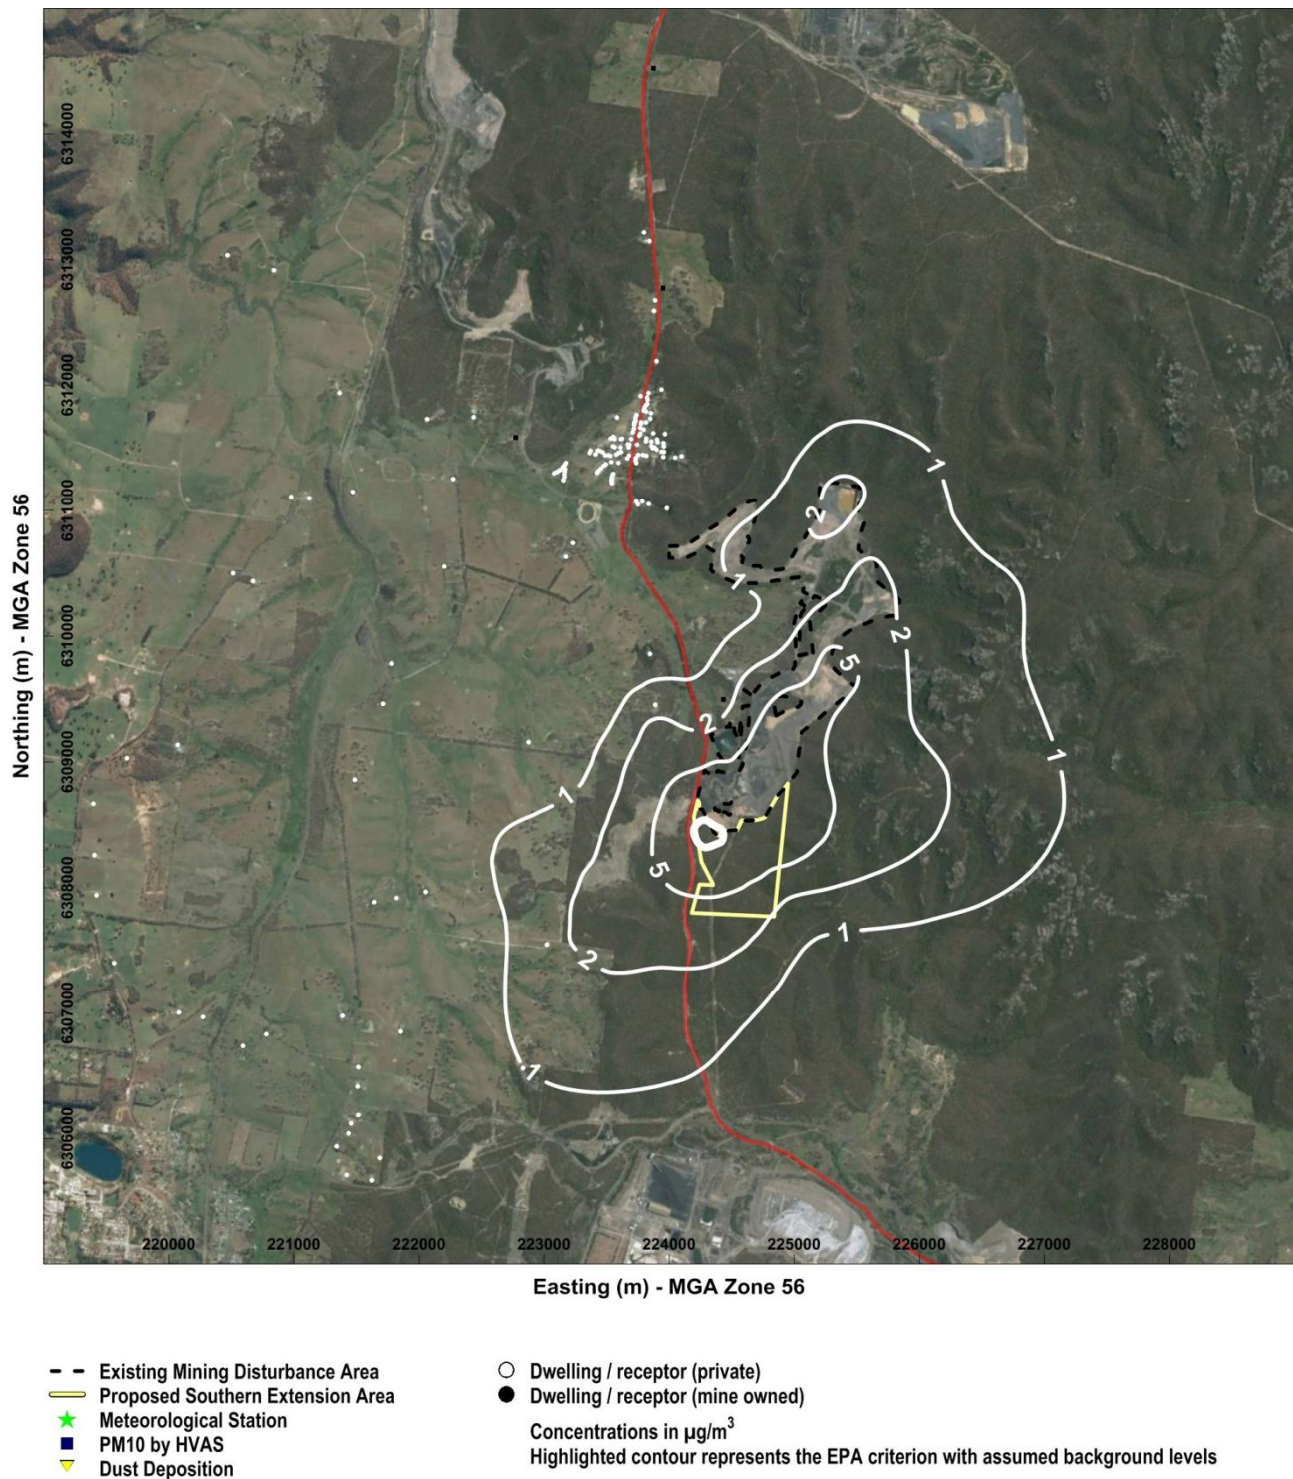 Northing (m) - MGA Zone 56
6314000
6313000
6312000
6311000
6310000
6309000
6308000
6307000
6306000
1
2
1
2
5
2
1
1
5
1
2
1
220000 221000 222000 223000 224000 225000 226000 227000 228000
Easting (m) - MGA Zone 56
Existing Mining Disturbance Area
Proposed Southern Extension Area
Meteorological Station
PM10 by HVAS
Dust Deposition
Dwelling / receptor (private)
Dwelling / receptor (mine owned)
Concentrations in µg/m³
Highlighted contour represents the EPA criterion with assumed background levels